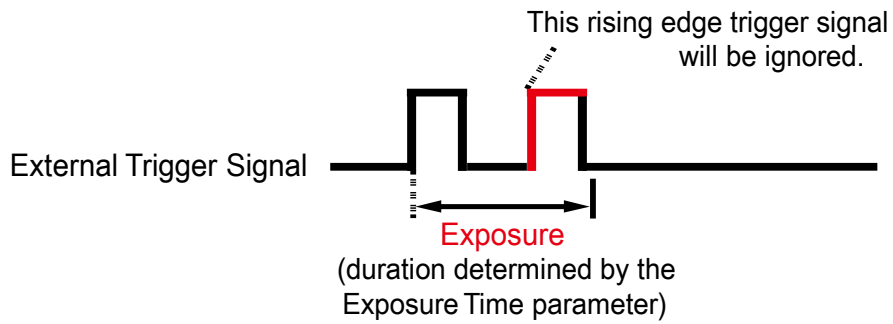 This rising edge trigger signal
will be ignored.
External Trigger Signal
Exposure
(duration determined by the
Exposure Time parameter)